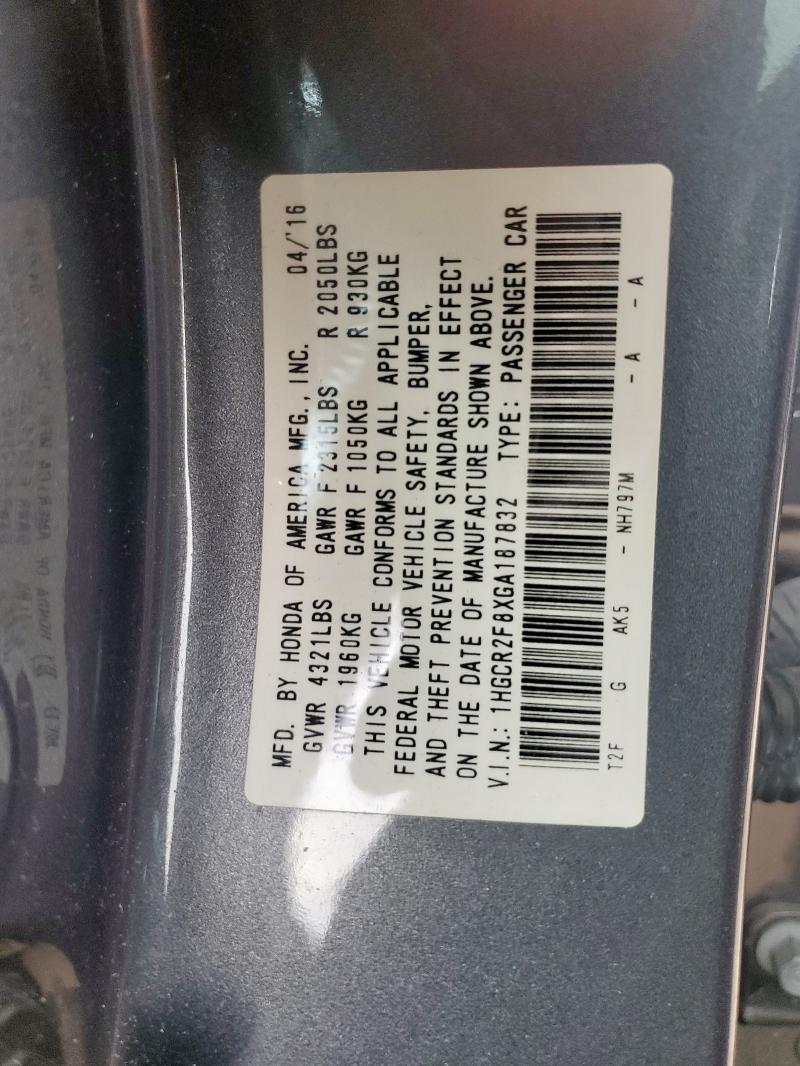 MFD. BY HONDA OF AMERICA MFG., INC. 04/'16
GVWR 4321LBS GAWR F 2315LBS R 2050LBS
GVWR 1960KG GAWR F 1050KG R 930KG
THIS VEHICLE CONFORMS TO ALL APPLICABLE
FEDERAL MOTOR VEHICLE SAFETY, BUMPER,
AND THEFT PREVENTION STANDARDS IN EFFECT
ON THE DATE OF MANUFACTURE SHOWN ABOVE.
V.I.N.: 1HGCR2F8XGA187832 TYPE: PASSENGER CAR
T2F G AK5 - NH797M - A - A